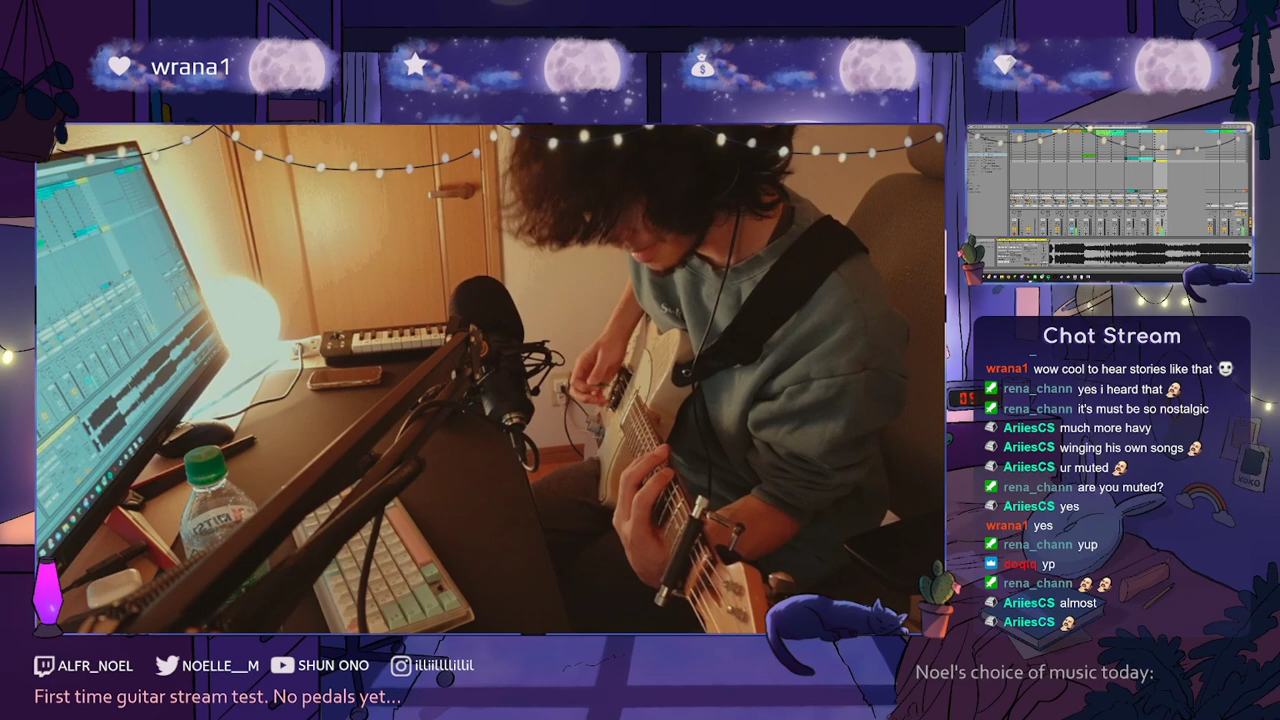 wrana1
Chat Stream
wrana1 wow cool to hear stories like that
rena_chann yes i heard that
rena_chann it's must be so nostalgic
AriiesCS much more havy
AriiesCS winging his own songs
AriiesCS ur muted
rena_chann are you muted?
AriiesCS yes
wrana1 yes
rena_chann yup
doqiq yp
rena_chann
AriiesCS almost
AriiesCS
XOXO
ALFR_NOEL NOELLE__M SHUN ONO illiillllillil
First time guitar stream test. No pedals yet...
Noel's choice of music today: